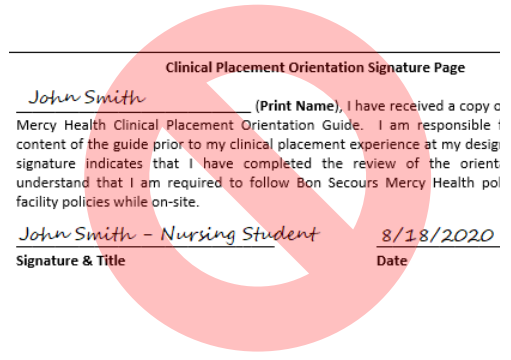 Clinical Placement Orientation Signature Page
John Smith (Print Name), I have received a copy o
Mercy Health Clinical Placement Orientation Guide. I am responsible
content of the guide prior to my clinical placement experience at my desig
signature indicates that I have completed the review of the orient
understand that I am required to follow Bon Secours Mercy Health pol
facility policies while on-site.
John Smith – Nursing Student 8/18/2020
Signature & Title Date